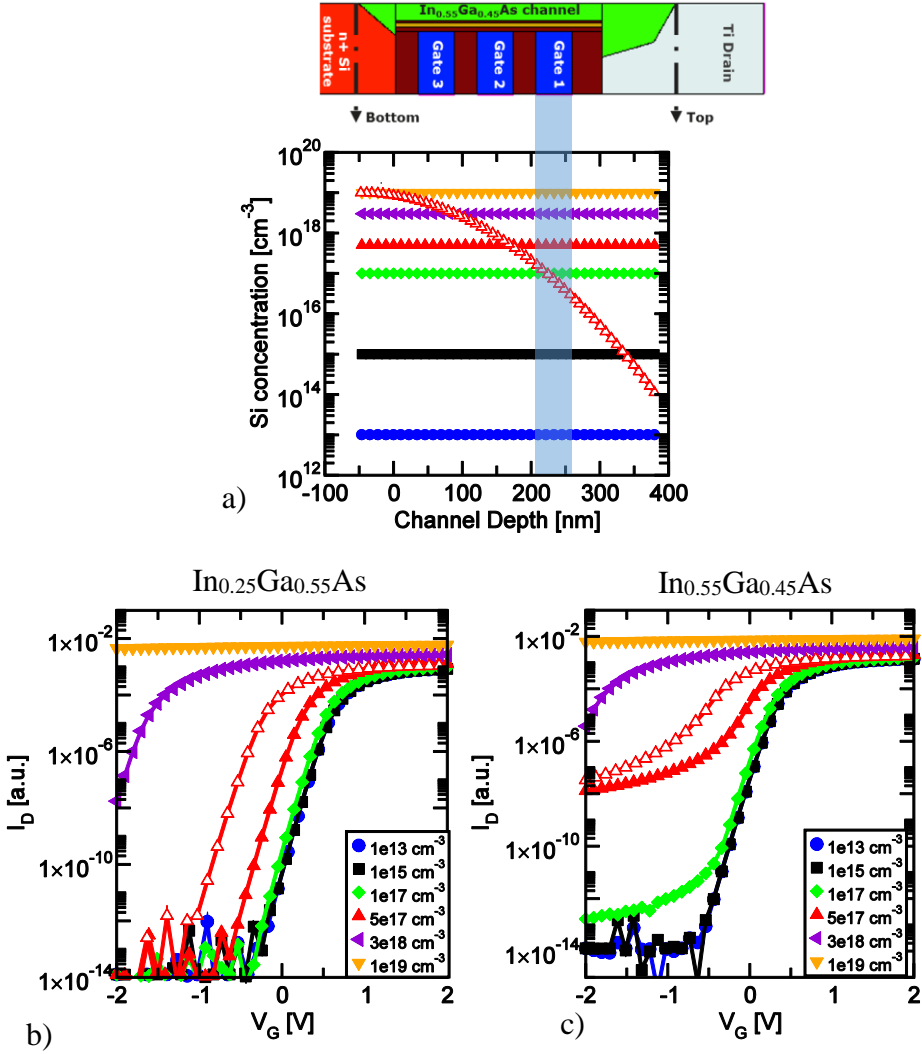 In0.55Ga0.45As channel
n+ Si substrate
Gate 3
Gate 2
Gate 1
Ti Drain
Bottom
Top
10^20
10^18
10^16
10^14
10^12
Si concentration [cm^-3]
-100 0 100 200 300 400
Channel Depth [nm]
a)
In0.25Ga0.55As
1×10^-2
1×10^-6
1×10^-10
1×10^-14
I_D [a.u.]
1e13 cm^-3
1e15 cm^-3
1e17 cm^-3
5e17 cm^-3
3e18 cm^-3
1e19 cm^-3
-2 -1 0 1 2
V_G [V]
b)
In0.55Ga0.45As
1×10^-2
1×10^-6
1×10^-10
1×10^-14
I_D [a.u.]
1e13 cm^-3
1e15 cm^-3
1e17 cm^-3
5e17 cm^-3
3e18 cm^-3
1e19 cm^-3
-2 -1 0 1 2
V_G [V]
c)